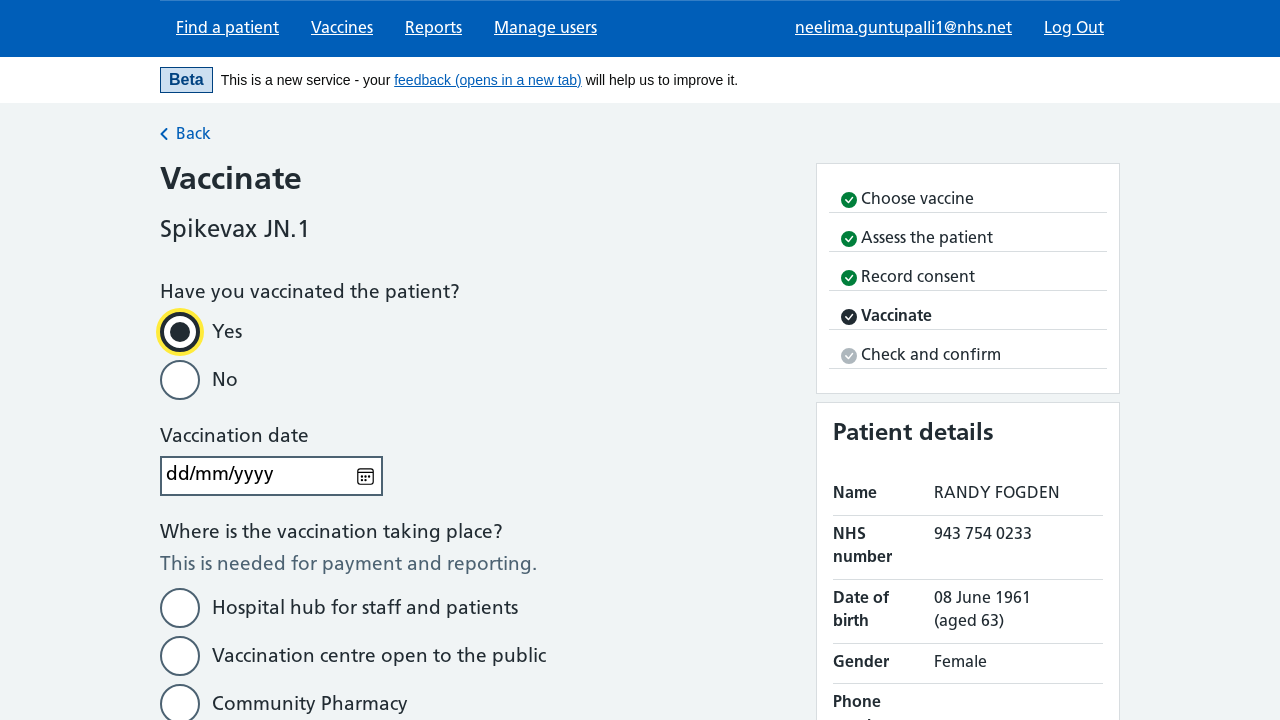 Find a patient Vaccines Reports Manage users neelima.guntupalli1@nhs.net Log Out
Beta This is a new service - your feedback (opens in a new tab) will help us to improve it.
Back
Vaccinate
Spikevax JN.1
Have you vaccinated the patient?
Yes
No
Vaccination date
dd/mm/yyyy
Where is the vaccination taking place?
This is needed for payment and reporting.
Hospital hub for staff and patients
Vaccination centre open to the public
Community Pharmacy
Choose vaccine
Assess the patient
Record consent
Vaccinate
Check and confirm
Patient details
Name RANDY FOGDEN
NHS 943 754 0233
number
Date of 08 June 1961
birth (aged 63)
Gender Female
Phone